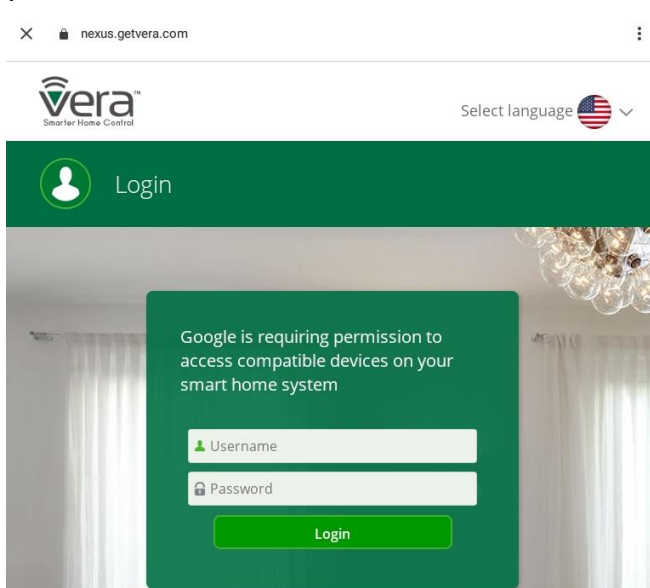 nexus.getvera.com
vera™
Smarter Home Control
Select language
Login
Google is requiring permission to
access compatible devices on your
smart home system
Username
Password
Login